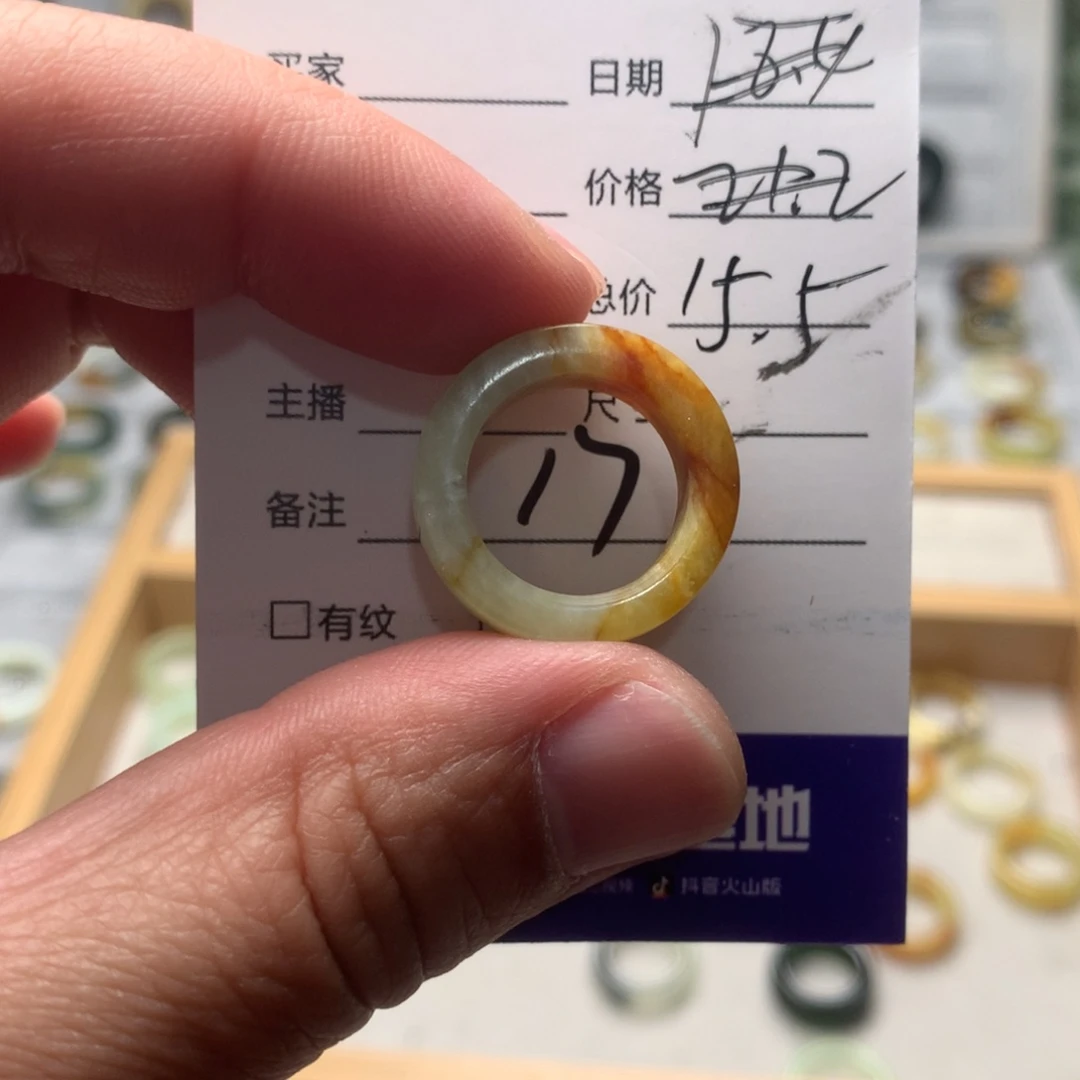 买家 日期
价格
总价 15.5
主播 尺
备注 17
□有纹
地
抖音火山版